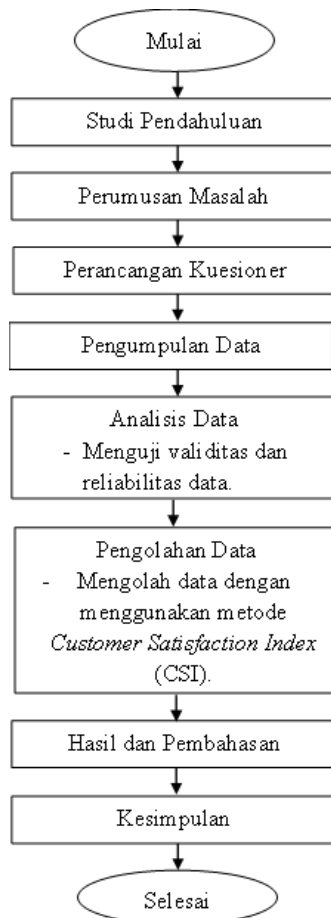 Mulai
Studi Pendahuluan
Perumusan Masalah
Perancangan Kuesioner
Pengumpulan Data
Analisis Data
- Menguji validitas dan
reliabilitas data.
Pengolahan Data
- Mengolah data dengan
menggunakan metode
Customer Satisfaction Index
(CSI).
Hasil dan Pembahasan
Kesimpulan
Selesai